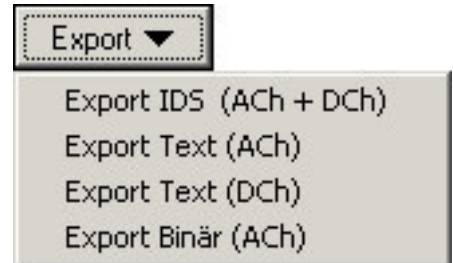 Export
Export IDS (ACh + DCh)
Export Text (ACh)
Export Text (DCh)
Export Binär (ACh)